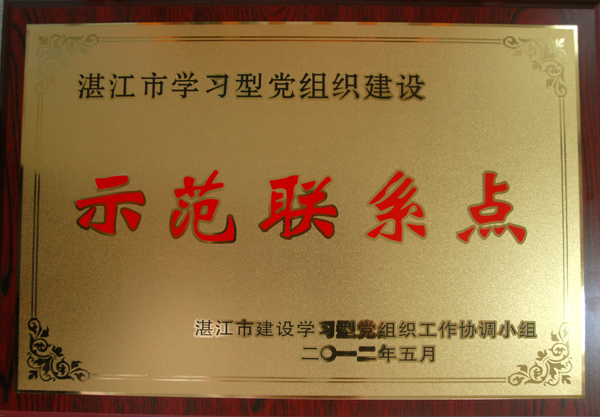 湛江市学习型党组织建设
示范联系点
湛江市建设学习型党组织工作协调小组
二〇一二年五月